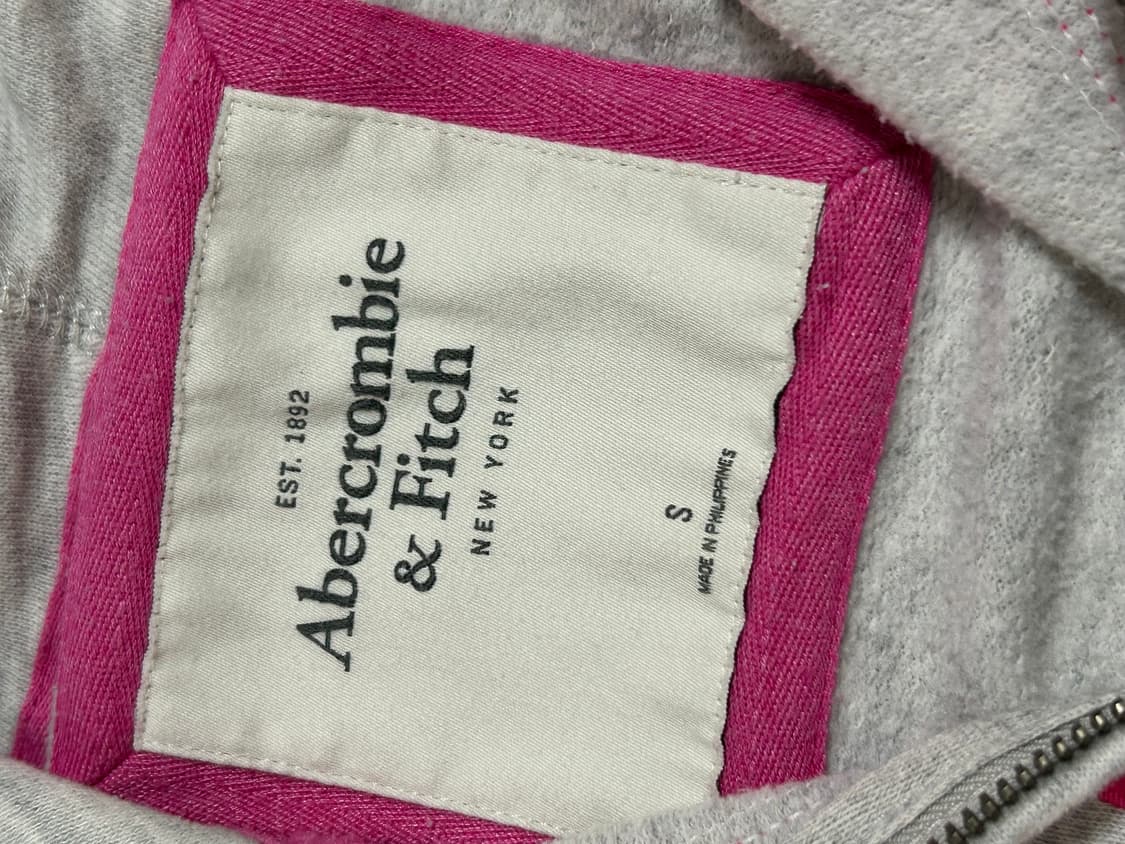 EST. 1892
Abercrombie
& Fitch
NEW YORK
S
MADE IN PHILIPPINES